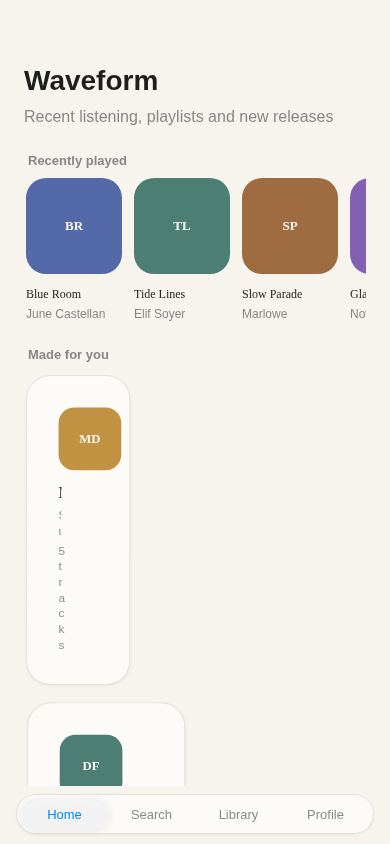 Waveform
Recent listening, playlists and new releases
Recently played
BR
TL
SP
Blue Room
Tide Lines
Slow Parade
June Castellan
Elif Soyer
Marlowe
Made for you
MD
5
t
r
a
c
k
s
DF
Home
Search
Library
Profile